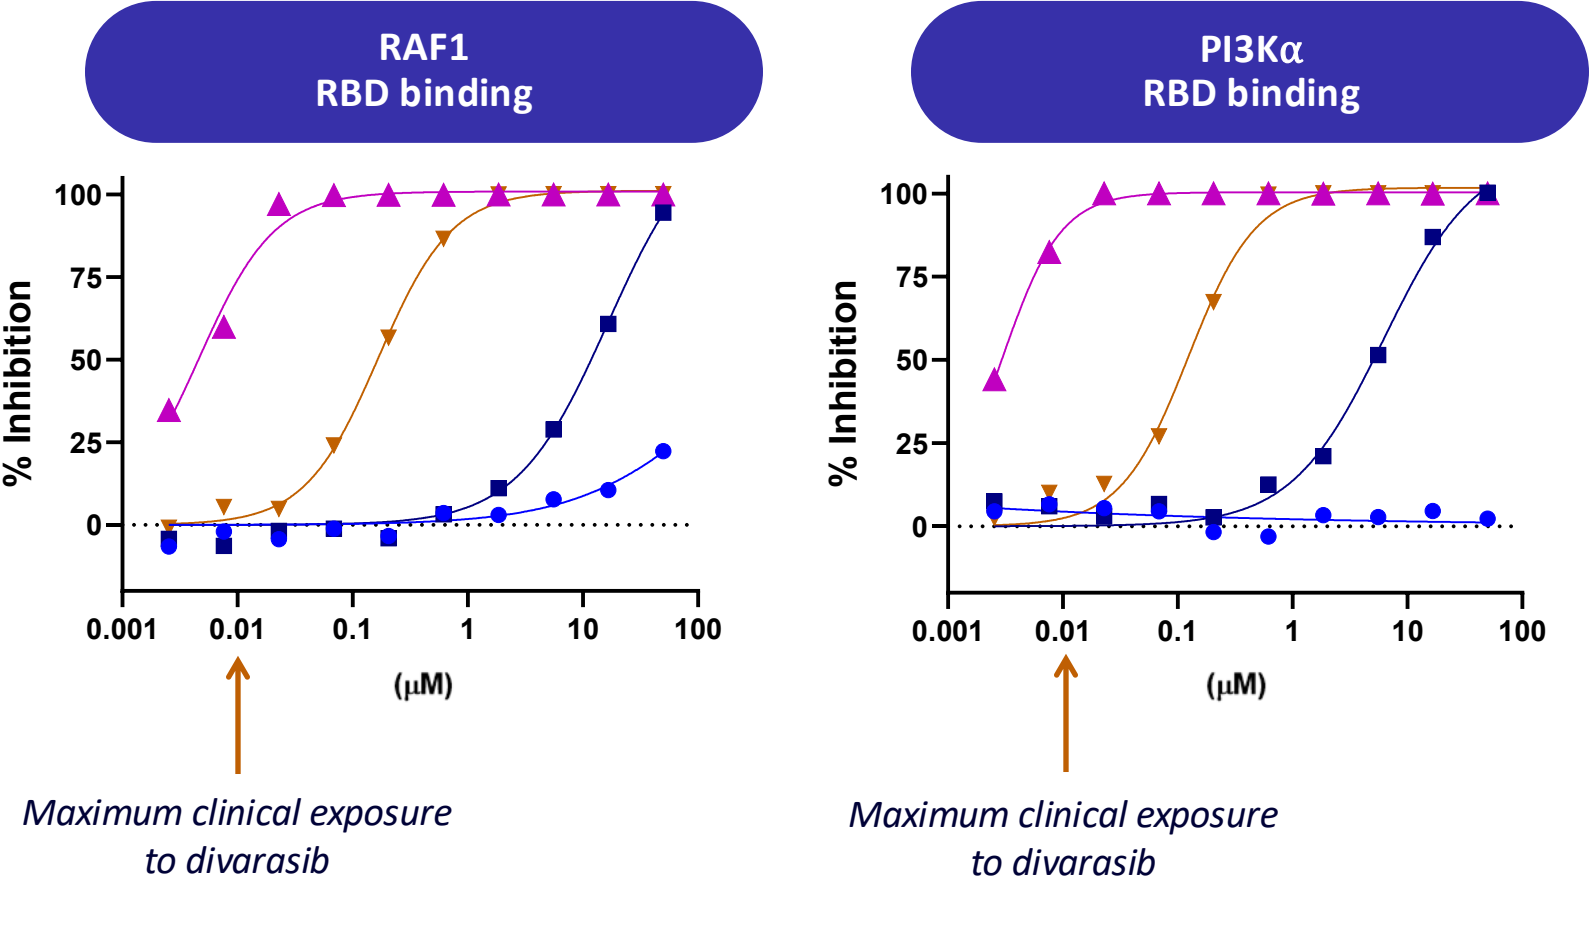 RAF1
RBD binding
PI3Kα
RBD binding
% Inhibition
100
75
50
25
0
0.001 0.01 0.1 1 10 100
(μM)
Maximum clinical exposure
to divarasib
% Inhibition
100
75
50
25
0
0.001 0.01 0.1 1 10 100
(μM)
Maximum clinical exposure
to divarasib